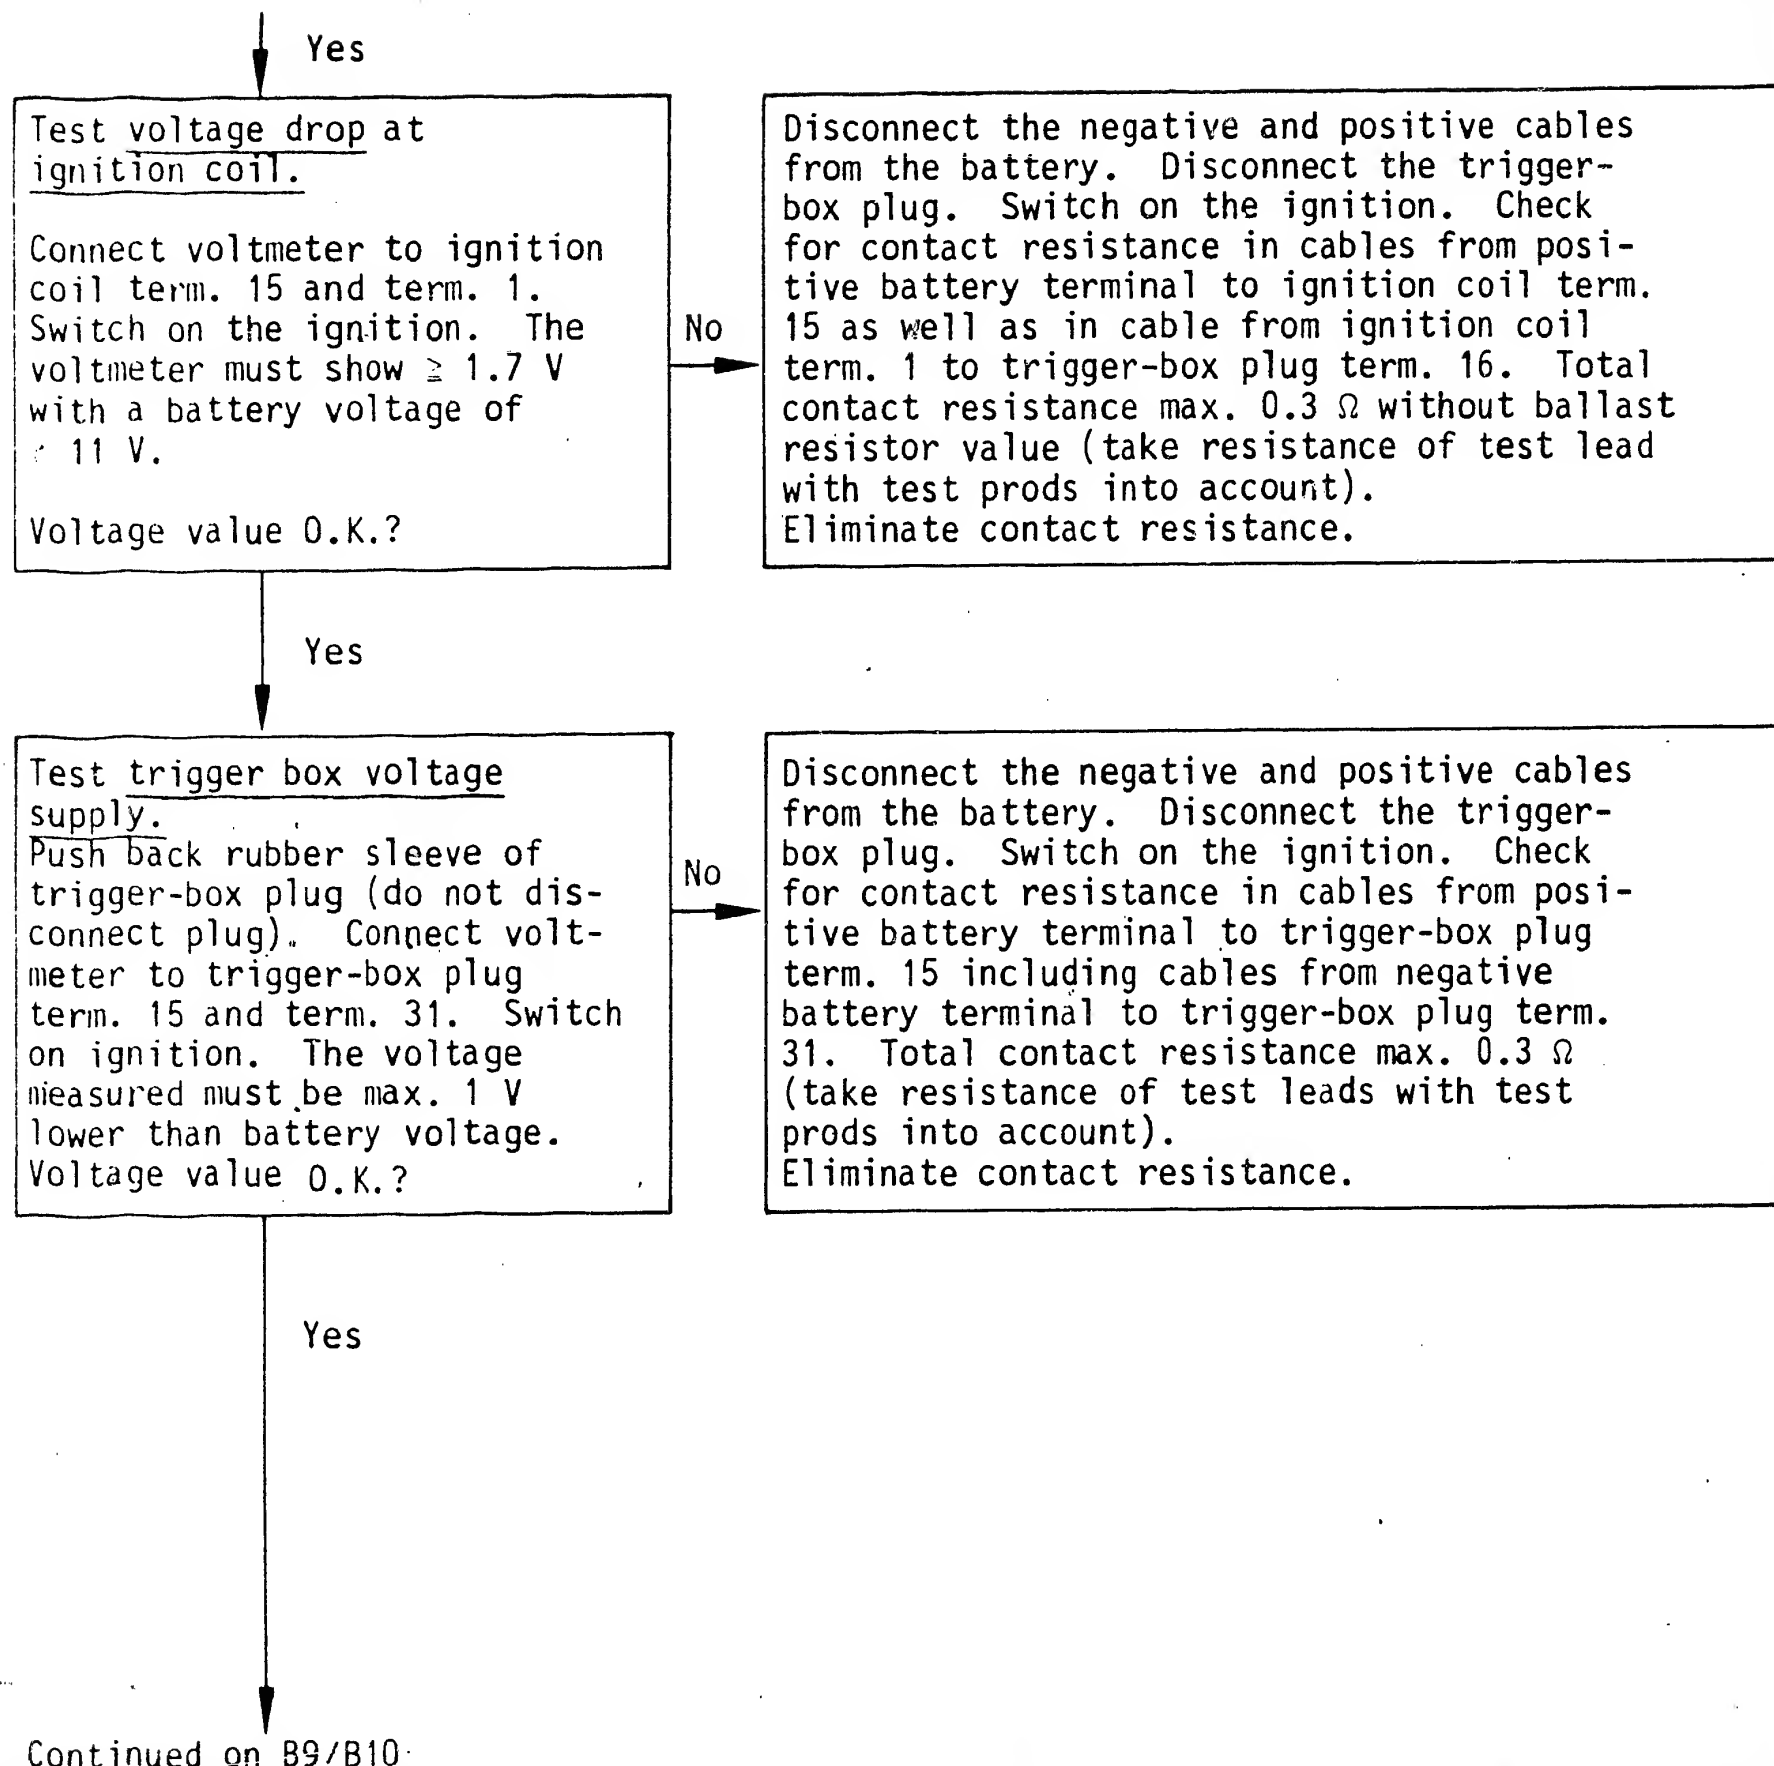 Yes
Test voltage drop at
ignition coil.
Connect voltmeter to ignition
coil term. 15 and term. 1.
Switch on the ignition. The
voltmeter must show ≧ 1.7 V
with a battery voltage of
11 V.
Voltage value O.K.?
No
Disconnect the negative and positive cables
from the battery. Disconnect the trigger-
box plug. Switch on the ignition. Check
for contact resistance in cables from posi-
tive battery terminal to ignition coil term.
15 as well as in cable from ignition coil
term. 1 to trigger-box plug term. 16. Total
contact resistance max. 0.3 Ω without ballast
resistor value (take resistance of test lead
with test prods into account).
Eliminate contact resistance.
Yes
Test trigger box voltage
supply.
Push back rubber sleeve of
trigger-box plug (do not dis-
connect plug). Connect volt-
meter to trigger-box plug
term. 15 and term. 31. Switch
on ignition. The voltage
measured must be max. 1 V
lower than battery voltage.
Voltage value O.K.?
No
Disconnect the negative and positive cables
from the battery. Disconnect the trigger-
box plug. Switch on the ignition. Check
for contact resistance in cables from posi-
tive battery terminal to trigger-box plug
term. 15 including cables from negative
battery terminal to trigger-box plug term.
31. Total contact resistance max. 0.3 Ω
(take resistance of test leads with test
prods into account).
Eliminate contact resistance.
Yes
Continued on B9/B10